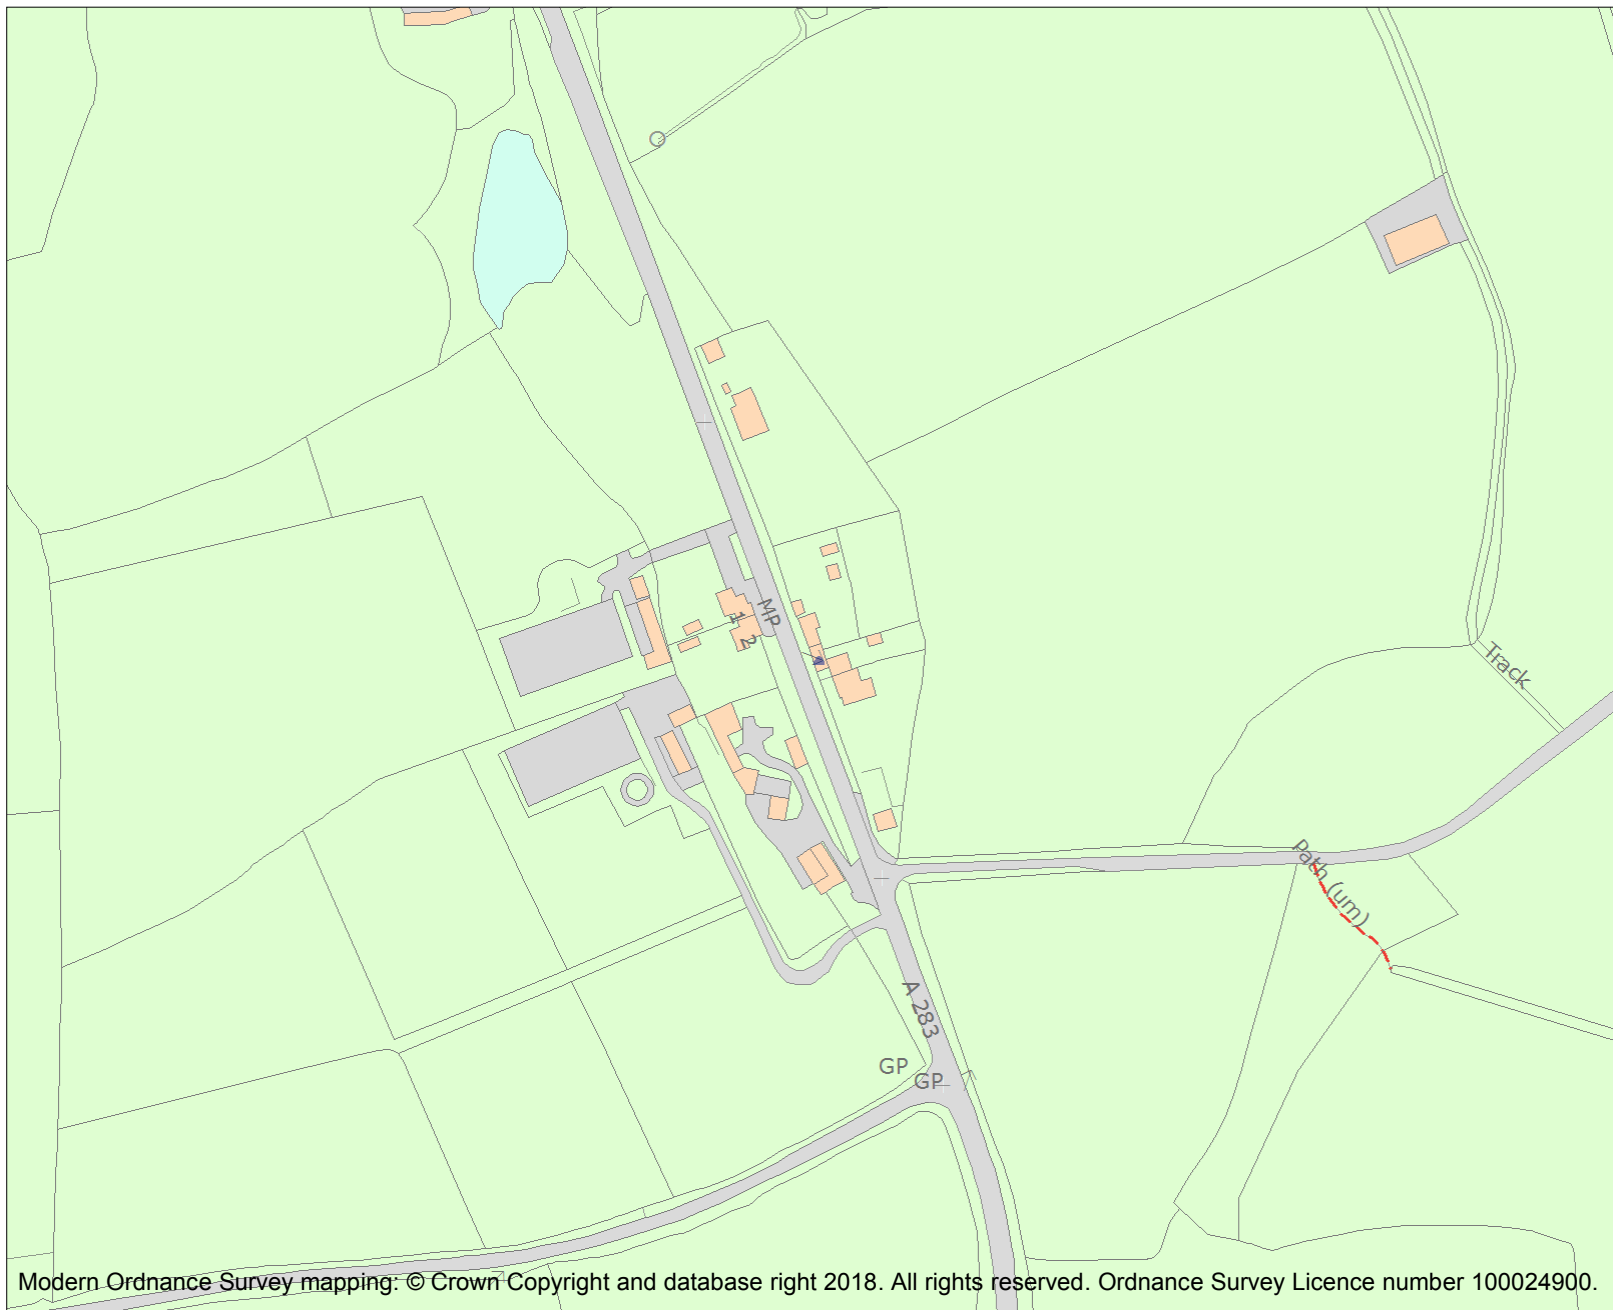 MP
1
2
Track
Path (um)
A 283
GP
GP
Modern Ordnance Survey mapping: © Crown Copyright and database right 2018. All rights reserved. Ordnance Survey Licence number 100024900.